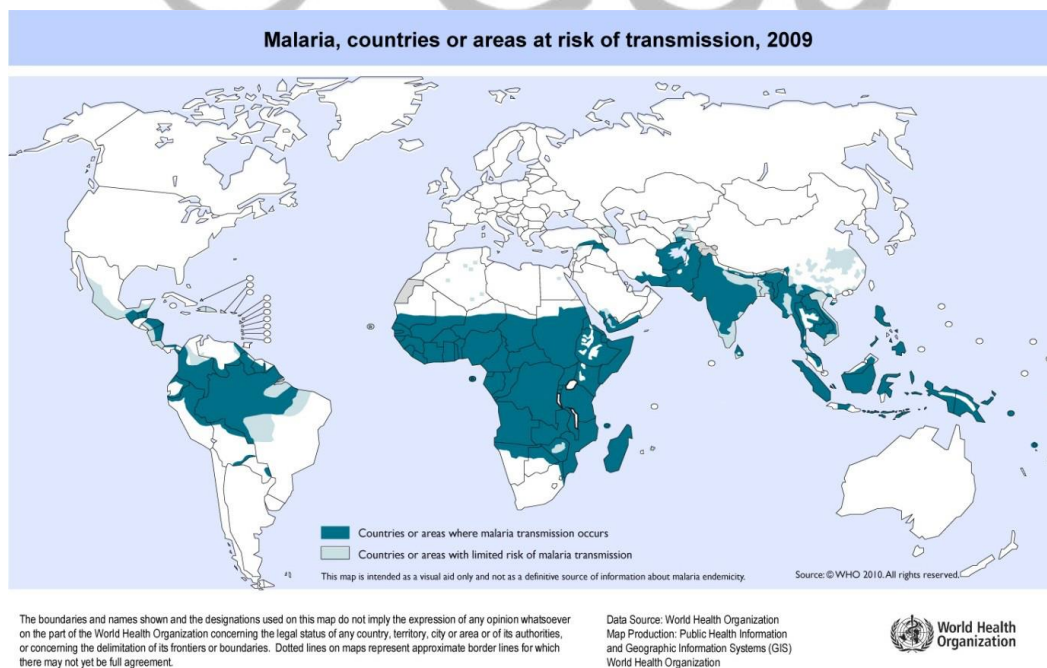 Malaria, countries or areas at risk of transmission, 2009
Countries or areas where malaria transmission occurs
Countries or areas with limited risk of malaria transmission
This map is intended as a visual aid only and not as a definitive source of information about malaria endemicity.
Source: © WHO 2010. All rights reserved.
The boundaries and names shown and the designations used on this map do not imply the expression of any opinion whatsoever
on the part of the World Health Organization concerning the legal status of any country, territory, city or area or of its authorities,
or concerning the delimitation of its frontiers or boundaries. Dotted lines on maps represent approximate border lines for which
there may not yet be full agreement.
Data Source: World Health Organization
Map Production: Public Health Information
and Geographic Information Systems (GIS)
World Health Organization
World Health
Organization